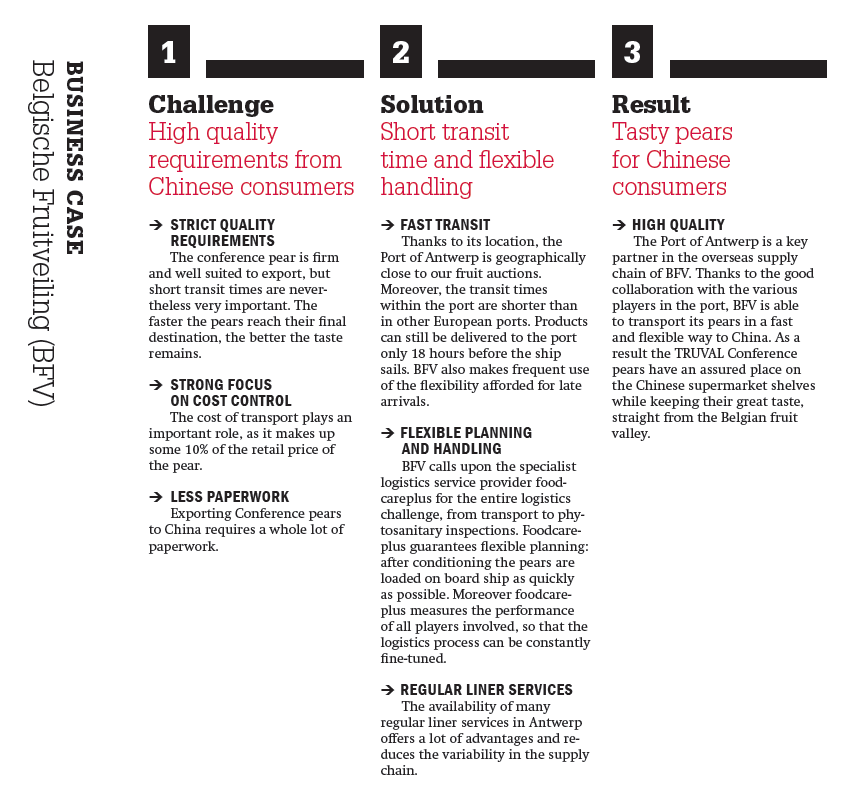 BUSINESS CASE
Belgische Fruitveiling (BFV)
1
Challenge
High quality
requirements from
Chinese consumers
→ STRICT QUALITY
REQUIREMENTS
The conference pear is firm
and well suited to export, but
short transit times are never-
theless very important. The
faster the pears reach their final
destination, the better the taste
remains.
→ STRONG FOCUS
ON COST CONTROL
The cost of transport plays an
important role, as it makes up
some 10% of the retail price of
the pear.
→ LESS PAPERWORK
Exporting Conference pears
to China requires a whole lot of
paperwork.
2
Solution
Short transit
time and flexible
handling
→ FAST TRANSIT
Thanks to its location, the
Port of Antwerp is geographically
close to our fruit auctions.
Moreover, the transit times
within the port are shorter than
in other European ports. Products
can still be delivered to the port
only 18 hours before the ship
sails. BFV also makes frequent use
of the flexibility afforded for late
arrivals.
→ FLEXIBLE PLANNING
AND HANDLING
BFV calls upon the specialist
logistics service provider food-
careplus for the entire logistics
challenge, from transport to phy-
tosanitary inspections. Foodcare-
plus guarantees flexible planning:
after conditioning the pears are
loaded on board ship as quickly
as possible. Moreover foodcare-
plus measures the performance
of all players involved, so that the
logistics process can be constantly
fine-tuned.
→ REGULAR LINER SERVICES
The availability of many
regular liner services in Antwerp
offers a lot of advantages and re-
duces the variability in the supply
chain.
3
Result
Tasty pears
for Chinese
consumers
→ HIGH QUALITY
The Port of Antwerp is a key
partner in the overseas supply
chain of BFV. Thanks to the good
collaboration with the various
players in the port, BFV is able
to transport its pears in a fast
and flexible way to China. As a
result the TRUVAL Conference
pears have an assured place on
the Chinese supermarket shelves
while keeping their great taste,
straight from the Belgian fruit
valley.